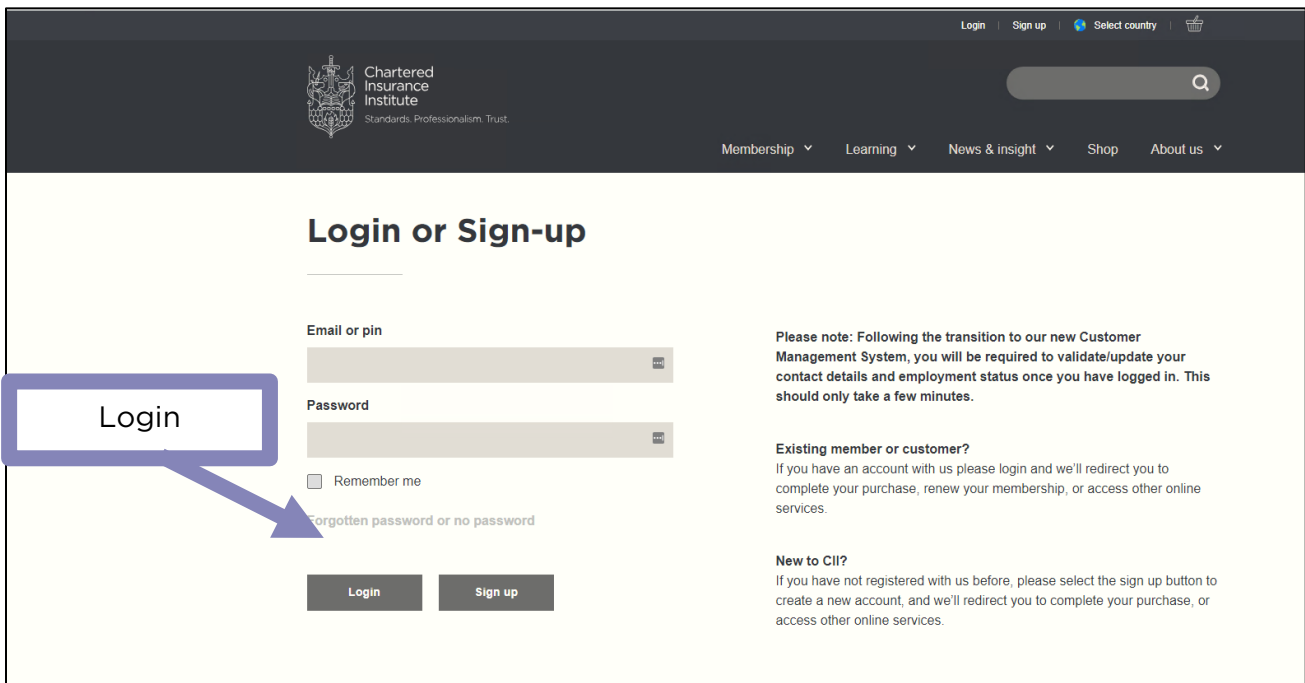 Login
Sign up
Select country
Chartered
Insurance
Institute
Standards. Professionalism. Trust.
Membership
Learning
News & insight
Shop
About us
Login or Sign-up
Email or pin
Password
Remember me
Forgotten password or no password
Login
Sign up
Login
Please note: Following the transition to our new Customer
Management System, you will be required to validate/update your
contact details and employment status once you have logged in. This
should only take a few minutes.
Existing member or customer?
If you have an account with us please login and we'll redirect you to
complete your purchase, renew your membership, or access other online
services.
New to CII?
If you have not registered with us before, please select the sign up button to
create a new account, and we'll redirect you to complete your purchase, or
access other online services.